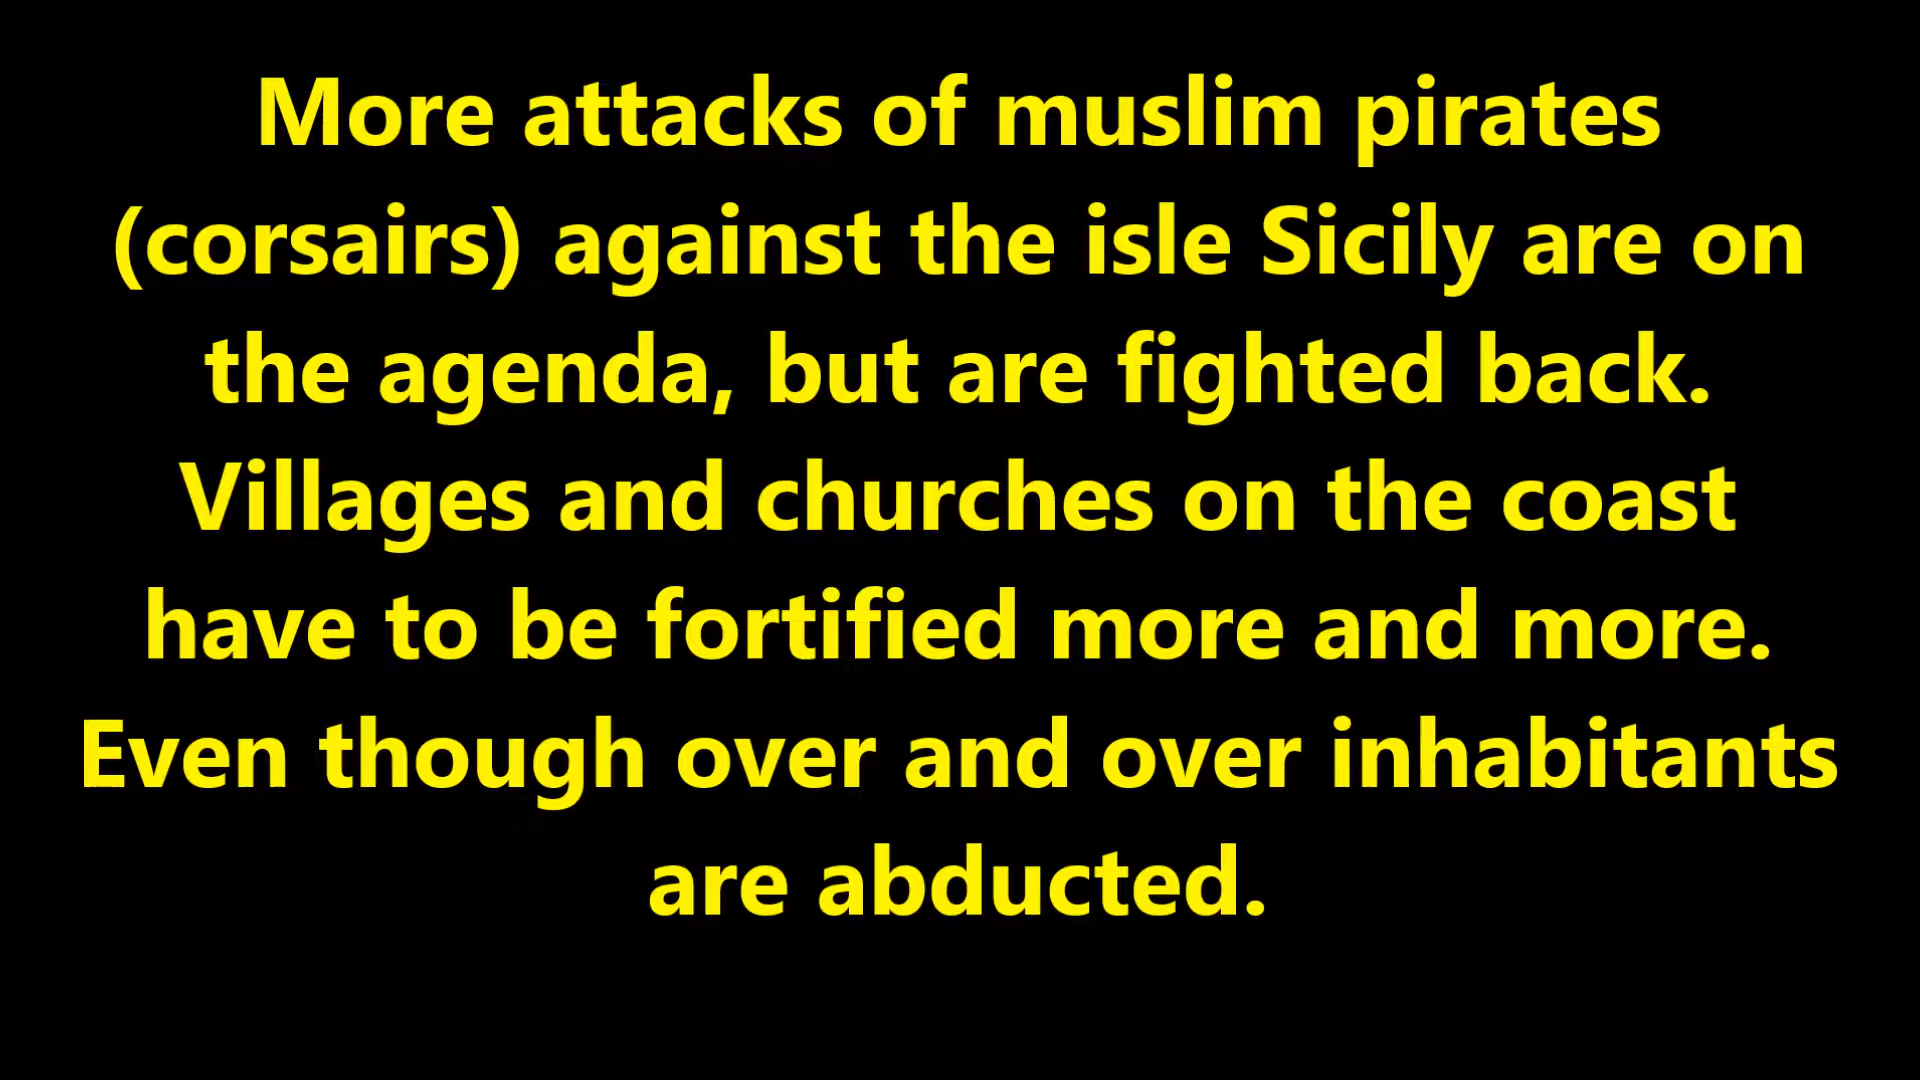 More attacks of muslim pirates
(corsairs) against the isle Sicily are on
the agenda, but are fighted back.
Villages and churches on the coast
have to be fortified more and more.
Even though over and over inhabitants
are abducted.